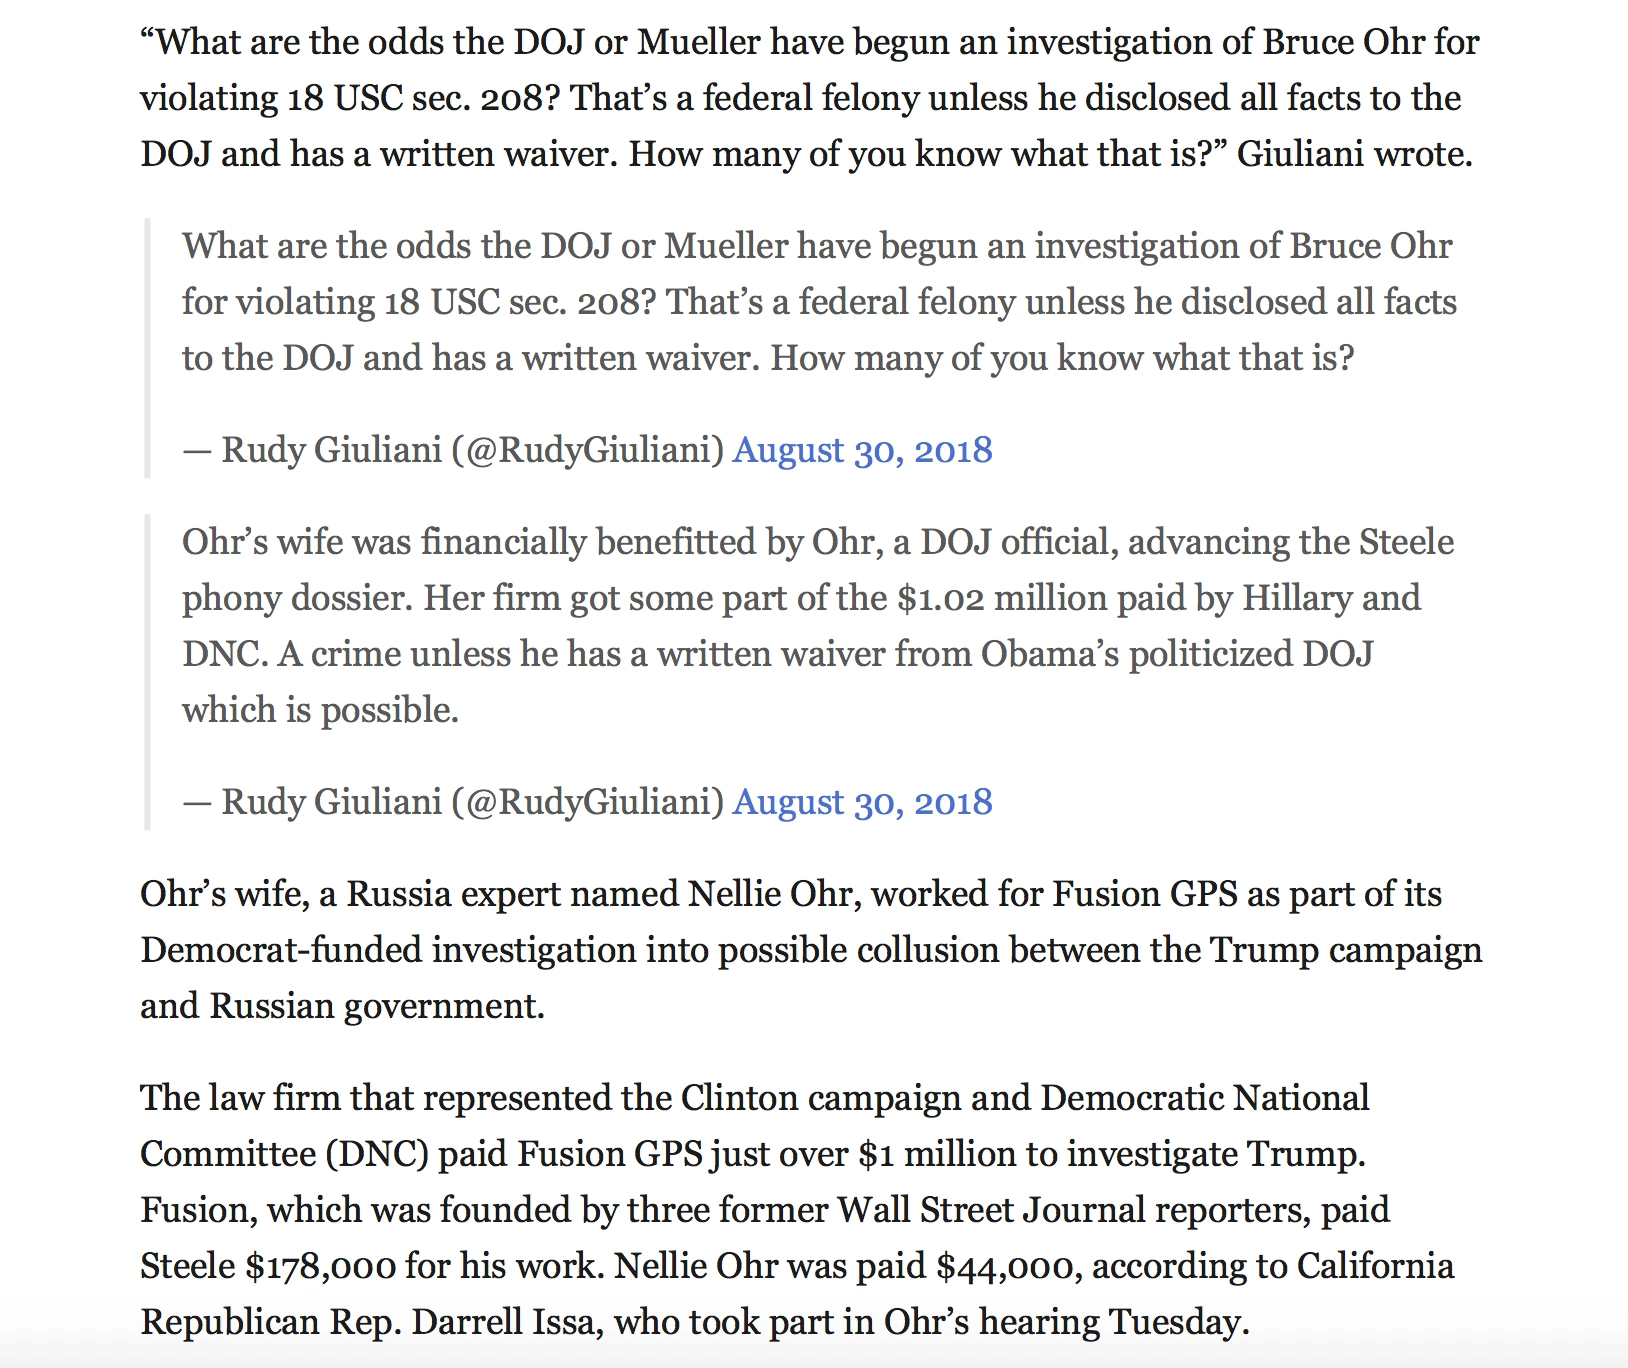 “What are the odds the DOJ or Mueller have begun an investigation of Bruce Ohr for
violating 18 USC sec. 208? That’s a federal felony unless he disclosed all facts to the
DOJ and has a written waiver. How many of you know what that is?” Giuliani wrote.
What are the odds the DOJ or Mueller have begun an investigation of Bruce Ohr
for violating 18 USC sec. 208? That’s a federal felony unless he disclosed all facts
to the DOJ and has a written waiver. How many of you know what that is?
— Rudy Giuliani (@RudyGiuliani) August 30, 2018
Ohr’s wife was financially benefitted by Ohr, a DOJ official, advancing the Steele
phony dossier. Her firm got some part of the $1.02 million paid by Hillary and
DNC. A crime unless he has a written waiver from Obama’s politicized DOJ
which is possible.
— Rudy Giuliani (@RudyGiuliani) August 30, 2018
Ohr’s wife, a Russia expert named Nellie Ohr, worked for Fusion GPS as part of its
Democrat-funded investigation into possible collusion between the Trump campaign
and Russian government.
The law firm that represented the Clinton campaign and Democratic National
Committee (DNC) paid Fusion GPS just over $1 million to investigate Trump.
Fusion, which was founded by three former Wall Street Journal reporters, paid
Steele $178,000 for his work. Nellie Ohr was paid $44,000, according to California
Republican Rep. Darrell Issa, who took part in Ohr’s hearing Tuesday.